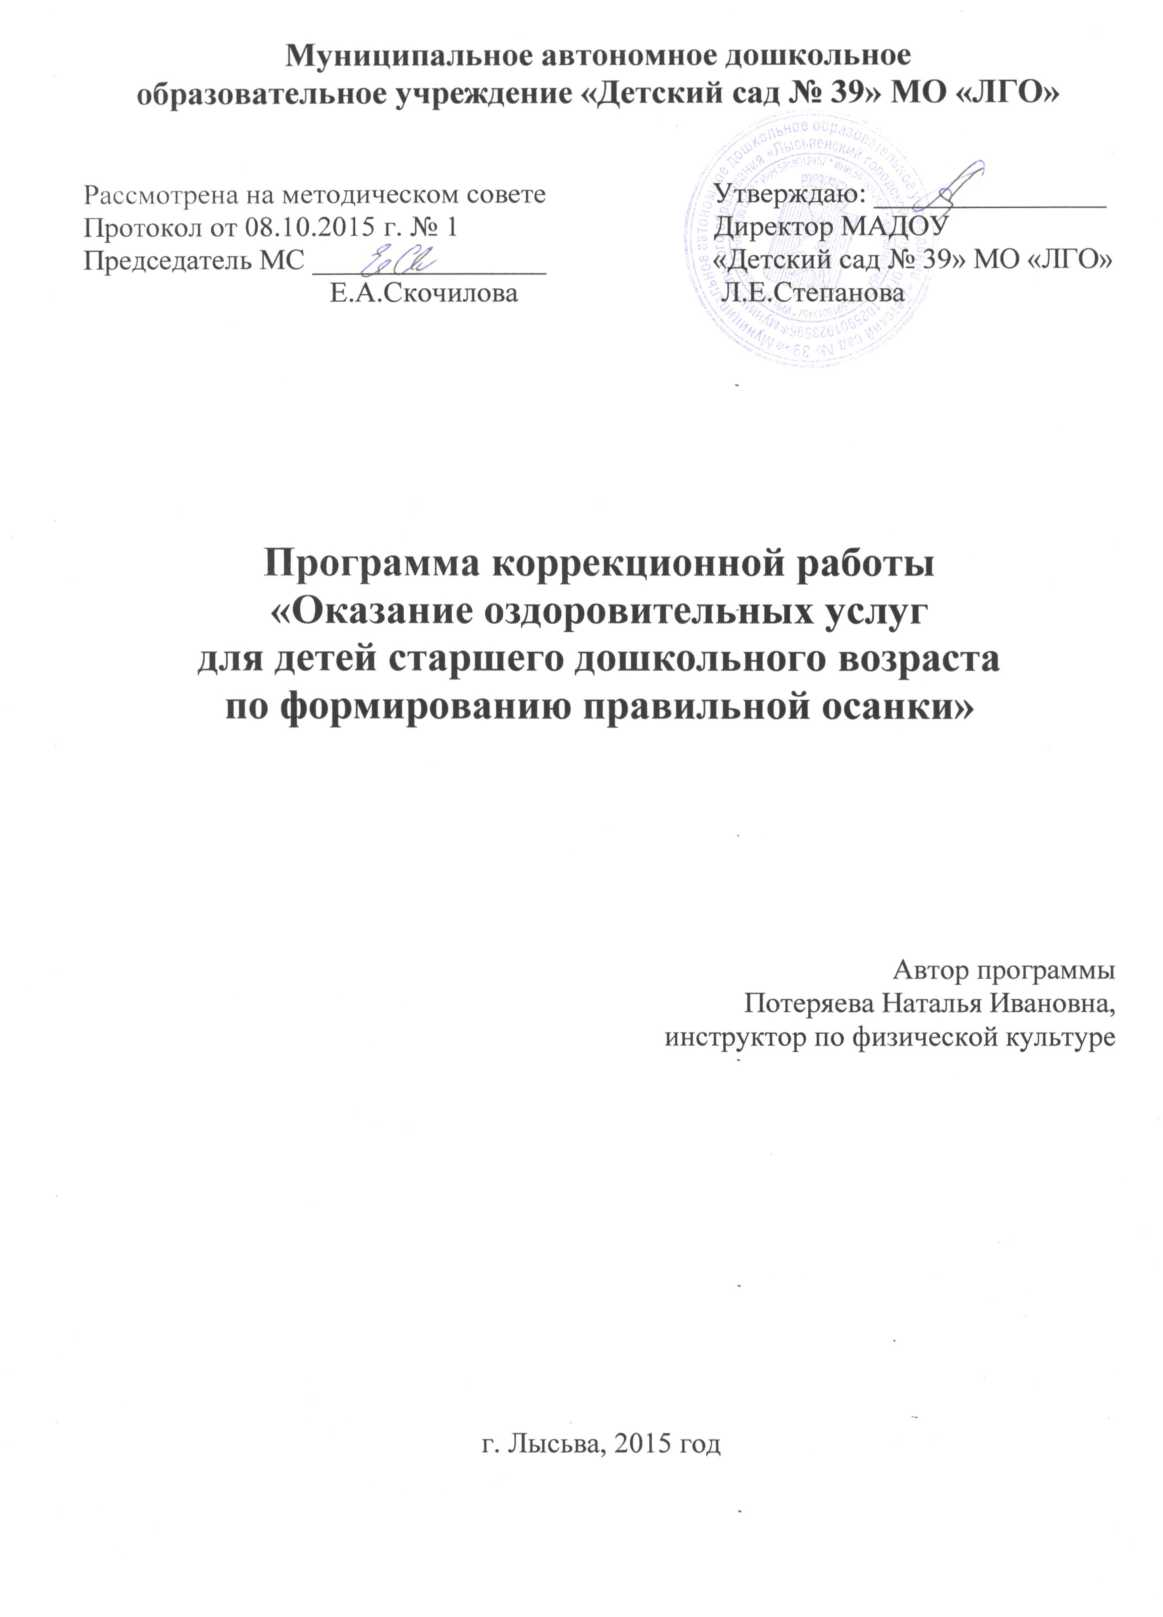 Муниципальное автономное дошкольное
образовательное учреждение «Детский сад № 39» МО «ЛГО»
Рассмотрена на методическом совете
Протокол от 08.10.2015 г. № 1
Председатель МС
Е.А.Скочилова
Утверждаю:
Директор МАДОУ
«Детский сад № 39» МО «ЛГО»
Л.Е.Степанова
Программа коррекционной работы
«Оказание оздоровительных услуг
для детей старшего дошкольного возраста
по формированию правильной осанки»
Автор программы
Потеряева Наталья Ивановна,
инструктор по физической культуре
г. Лысьва, 2015 год